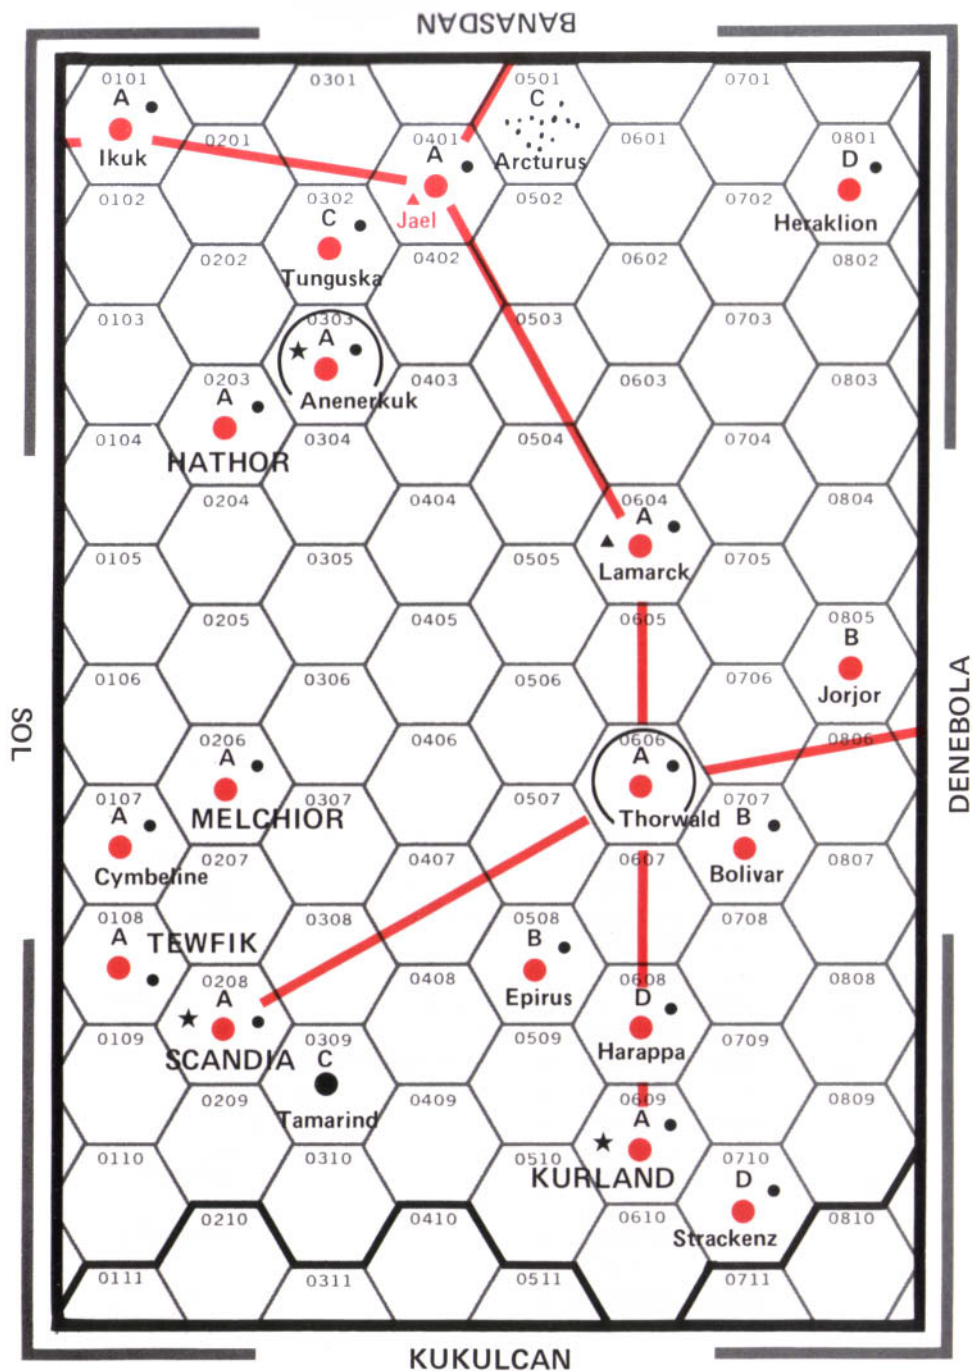 BANASDAN
0101
0301
0501
0701
A
C
Ikuk
0201
0401
A
Arcturus
0601
0801
D
0102
0302
C
Jael
0502
0702
Heraklion
0202
Tunguska
0402
0602
0802
0103
0303
A
0503
0703
0203
A
Anenerkuk
0403
0603
0803
0104
HATHOR
0304
0504
0704
0204
0404
0604
A
0804
0105
0305
0505
Lamarck
0705
0205
0405
0605
0805
B
0106
0306
0506
0706
Jorjor
SOL
DENEBOLA
0206
A
0406
0606
A
0806
0107
A
MELCHIOR
0307
0507
Thorwald
0707
B
Cymbeline
0207
0407
0607
Bolivar
0807
0108
A
TEWFIK
0308
0508
B
0708
0208
A
0408
Epirus
0608
D
0808
0109
SCANDIA
0309
C
0509
Harappa
0709
0209
Tamarind
0409
0609
A
0809
0110
0310
0510
KURLAND
0710
D
0210
0410
0610
Strackenz
0810
0111
0311
0511
0711
KUKULCAN